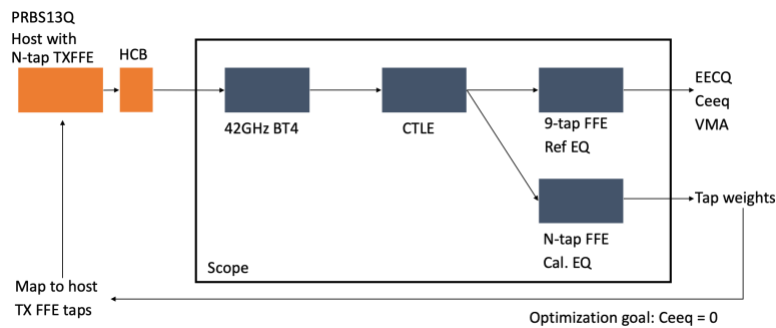 PRBS13Q
Host with
N-tap TXFFE
HCB
42GHz BT4
CTLE
9-tap FFE
Ref EQ
EECQ
Ceeq
VMA
N-tap FFE
Cal. EQ
Tap weights
Scope
Map to host
TX FFE taps
Optimization goal: Ceeq = 0